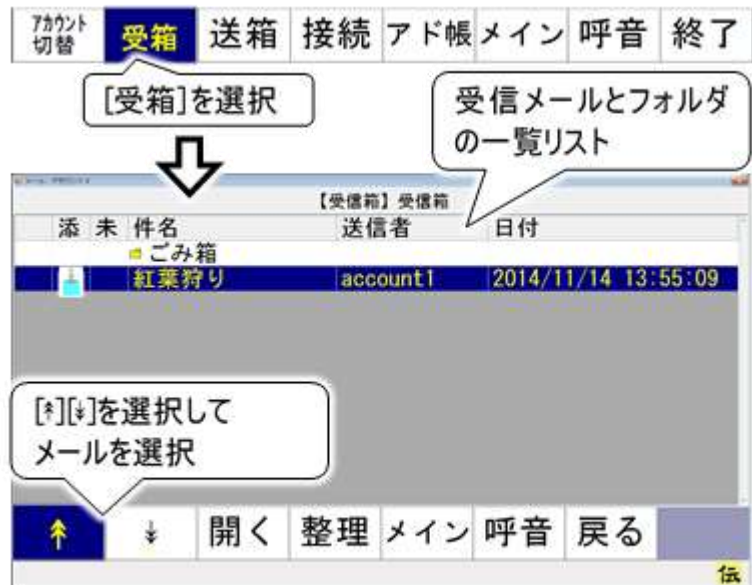 アカウント
切替 受箱 送箱 接続 アド帳 メイン 呼音 終了
[受箱]を選択
受信メールとフォルダ
の一覧リスト
【受信箱】受信箱
添 未 件名 送信者 日付
ごみ箱
紅葉狩り account1 2014/11/14 13:55:09
[↟][↡]を選択して
メールを選択
↟ ↡ 開く 整理 メイン 呼音 戻る
伝